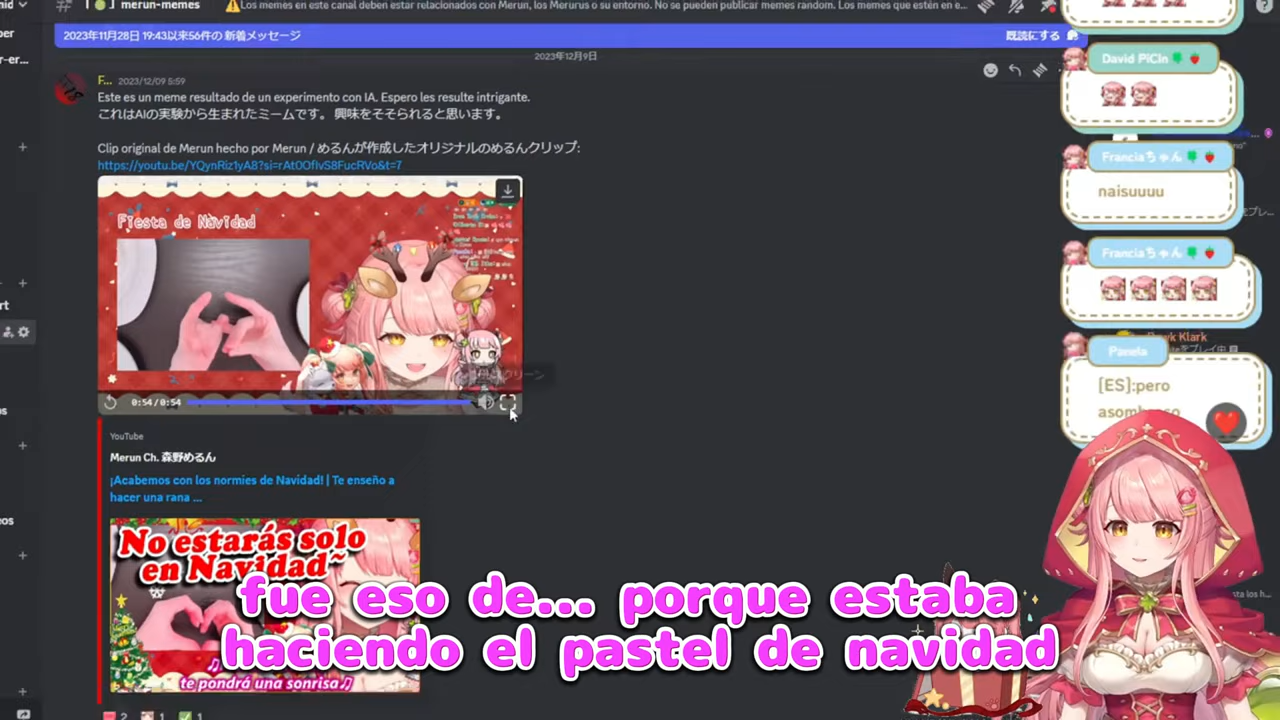 merun-memes
Los memes en este canal deben estar relacionados con Merun, los Merurus o su entorno. No se pueden publicar memes random. Los memes que estén en e...
2023年11月28日 19:43以来56件の 新着メッセージ
既読にする
2023年12月9日
F... 2023/12/09 5:59
Este es un meme resultado de un experimento con IA. Espero les resulte intrigante.
これはAIの実験から生まれたミームです。 興味をそそられると思います。
Clip original de Merun hecho por Merun / めるんが作成したオリジナルのめるんクリップ:
https://youtu.be/YQynRiz1yA8?si=rAt0OfIvS8FucRVo&t=7
Fiesta de Navidad
0:54/0:54
YouTube
Merun Ch. 森野めるん
¡Acabemos con los normies de Navidad! | Te enseño a
hacer una rana ...
No estarás solo
en Navidad~
te pondrá una sonrisa♫
2
1
1
David PiCln
Franciaちゃん
naisuuuu
Franciaちゃん
Klark
Panela
[ES]:pero
fue eso de... porque estaba
haciendo el pastel de navidad